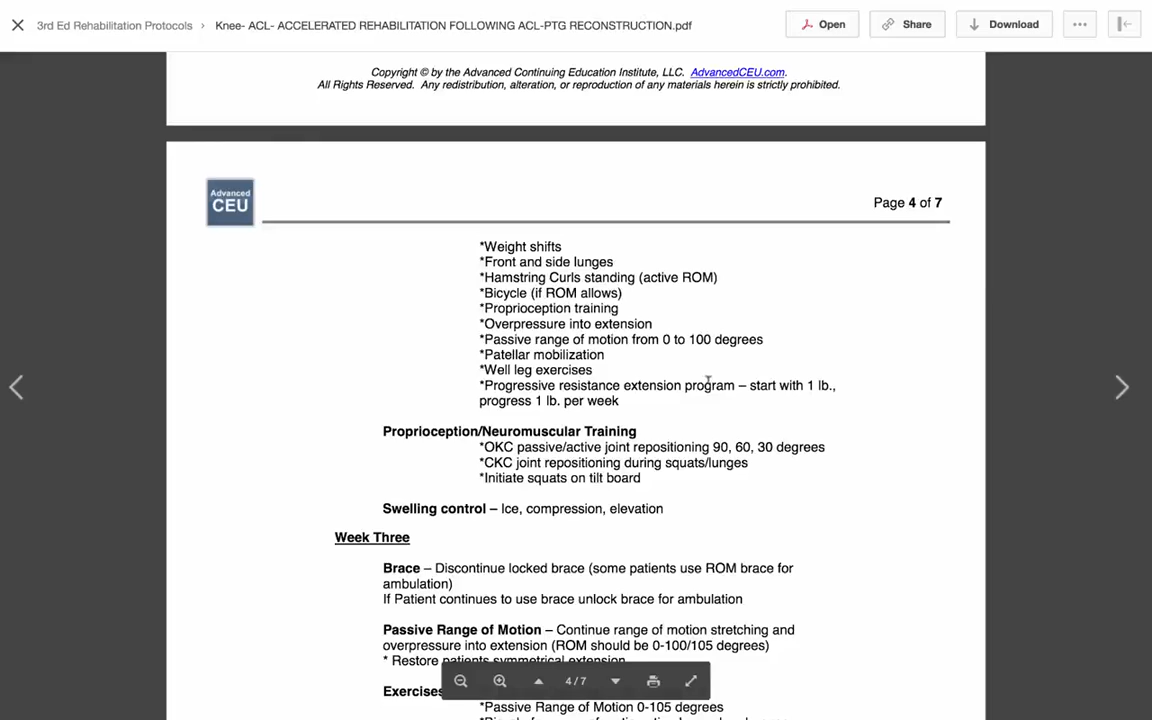 3rd Ed Rehabilitation Protocols › Knee- ACL- ACCELERATED REHABILITATION FOLLOWING ACL-PTG RECONSTRUCTION.pdf Open Share Download
Copyright © by the Advanced Continuing Education Institute, LLC. AdvancedCEU.com.
All Rights Reserved. Any redistribution, alteration, or reproduction of any materials herein is strictly prohibited.
Advanced
CEU
Page 4 of 7
*Weight shifts
*Front and side lunges
*Hamstring Curls standing (active ROM)
*Bicycle (if ROM allows)
*Proprioception training
*Overpressure into extension
*Passive range of motion from 0 to 100 degrees
*Patellar mobilization
*Well leg exercises
*Progressive resistance extension program – start with 1 lb.,
progress 1 lb. per week
Proprioception/Neuromuscular Training
*OKC passive/active joint repositioning 90, 60, 30 degrees
*CKC joint repositioning during squats/lunges
*Initiate squats on tilt board
Swelling control – Ice, compression, elevation
Week Three
Brace – Discontinue locked brace (some patients use ROM brace for
ambulation)
If Patient continues to use brace unlock brace for ambulation
Passive Range of Motion – Continue range of motion stretching and
overpressure into extension (ROM should be 0-100/105 degrees)
* Restore patients symmetrical extension
4 / 7
Exercises
*Passive Range of Motion 0-105 degrees